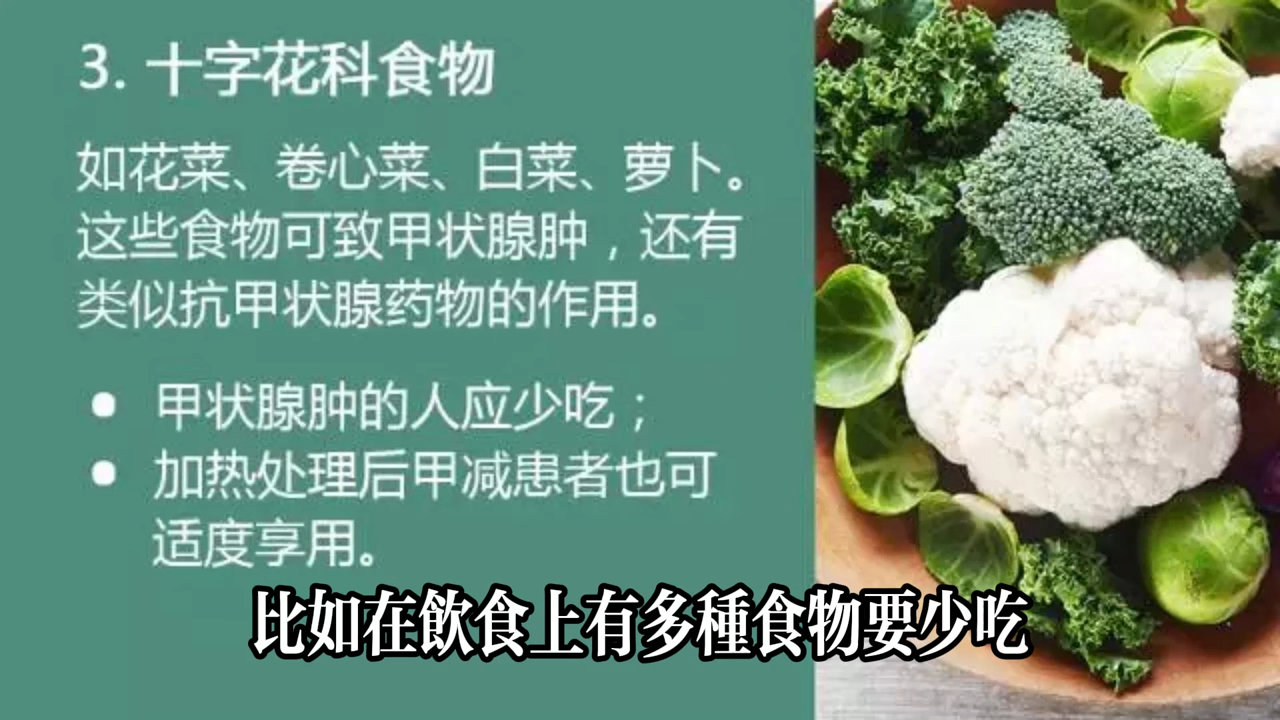 3. 十字花科食物
如花菜、卷心菜、白菜、萝卜。
这些食物可致甲状腺肿，还有
类似抗甲状腺药物的作用。
● 甲状腺肿的人应少吃；
● 加热处理后甲减患者也可
适度享用。
比如在飲食上有多種食物要少吃